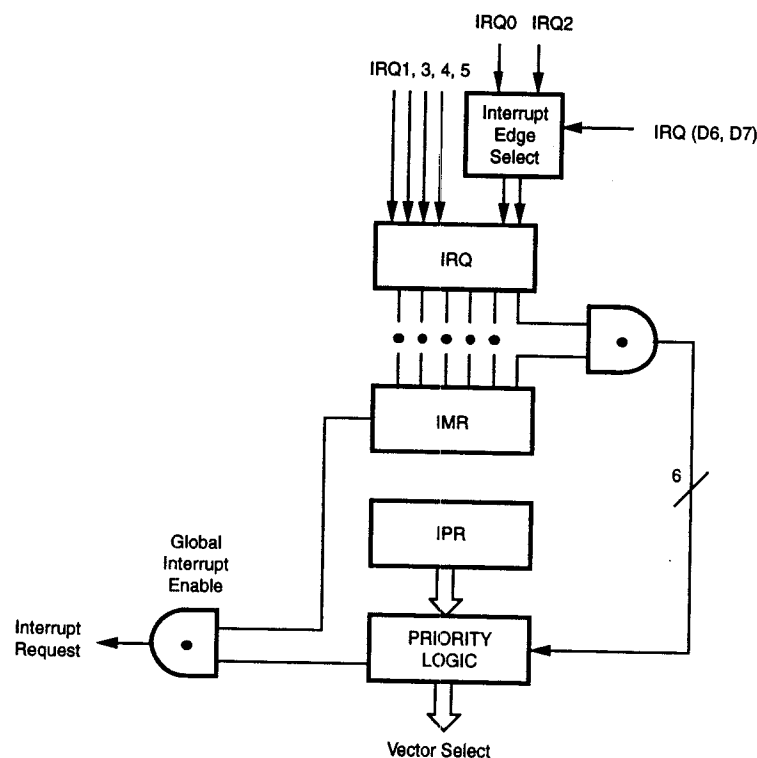 IRQ0 IRQ2
IRQ1, 3, 4, 5
Interrupt
Edge
Select
IRQ (D6, D7)
IRQ
IMR
6
IPR
Global
Interrupt
Enable
Interrupt
Request
PRIORITY
LOGIC
Vector Select